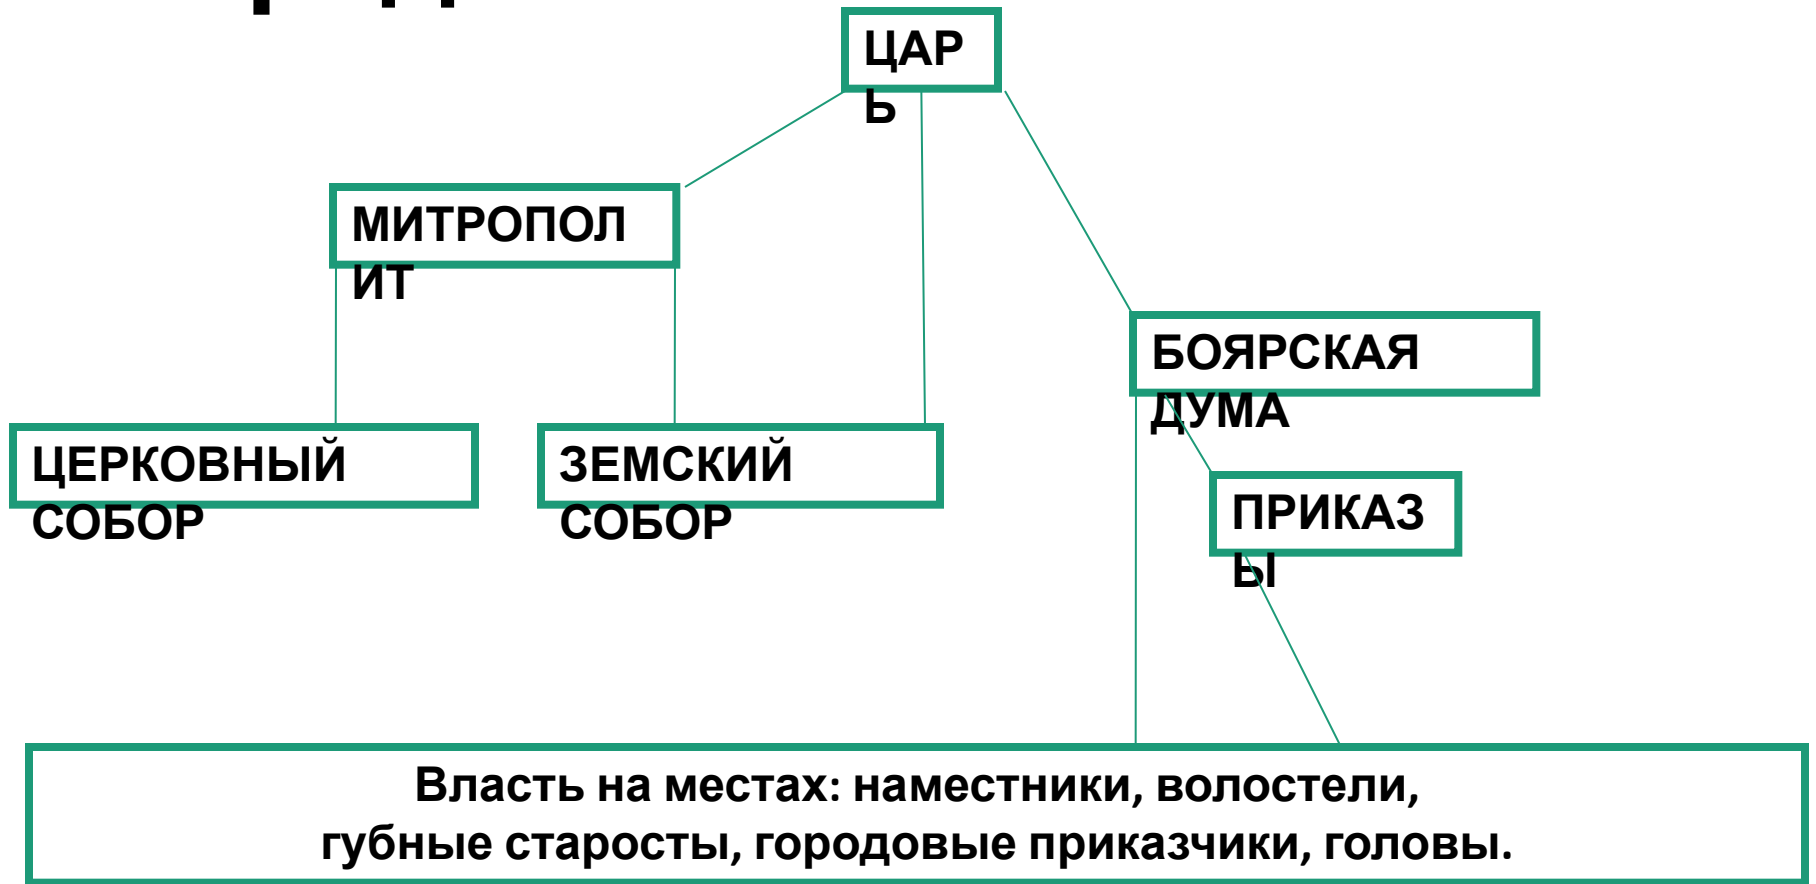 ЦАР
Ь
МИТРОПОЛ
ИТ
БОЯРСКАЯ
ДУМА
ЦЕРКОВНЫЙ
СОБОР
ЗЕМСКИЙ
СОБОР
ПРИКАЗ
Ы
Власть на местах: наместники, волостели,
губные старосты, городовые приказчики, головы.